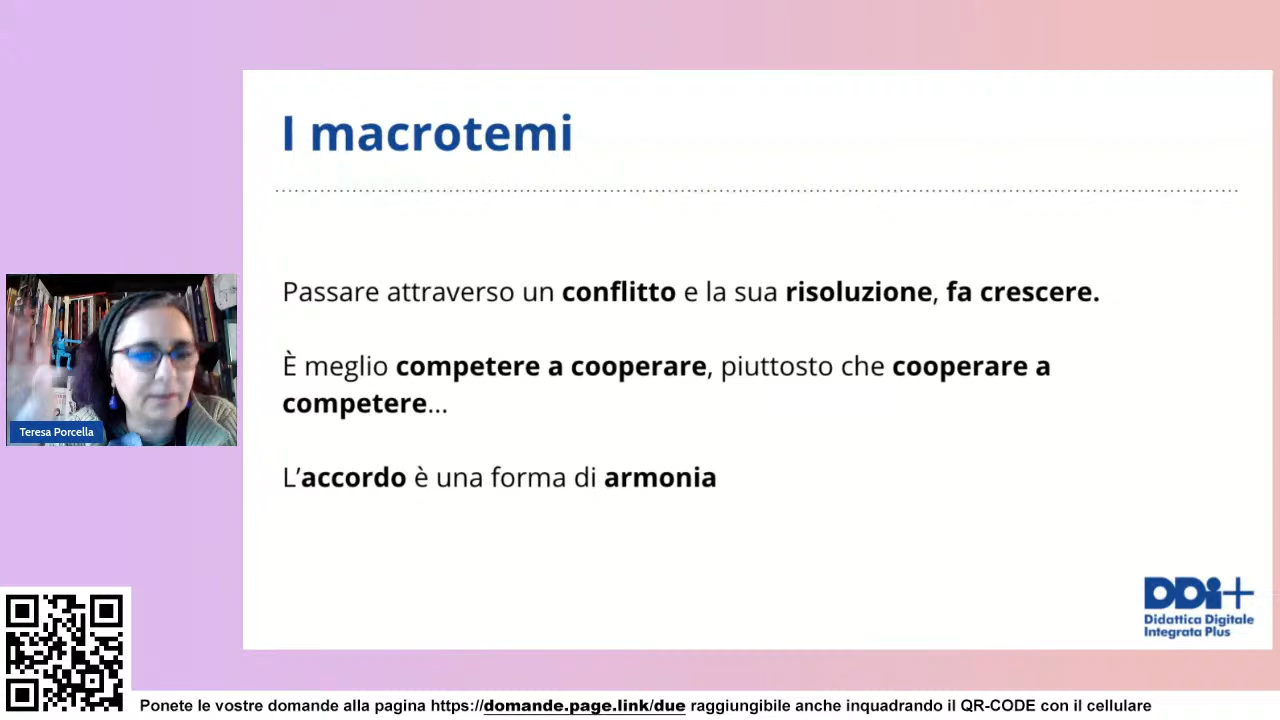 I macrotemi
Passare attraverso un conflitto e la sua risoluzione, fa crescere.
È meglio competere a cooperare, piuttosto che cooperare a
competere...
L’accordo è una forma di armonia
Teresa Porcella
DDi+
Didattica Digitale
Integrata Plus
Ponete le vostre domande alla pagina https://domande.page.link/due raggiungibile anche inquadrando il QR-CODE con il cellulare